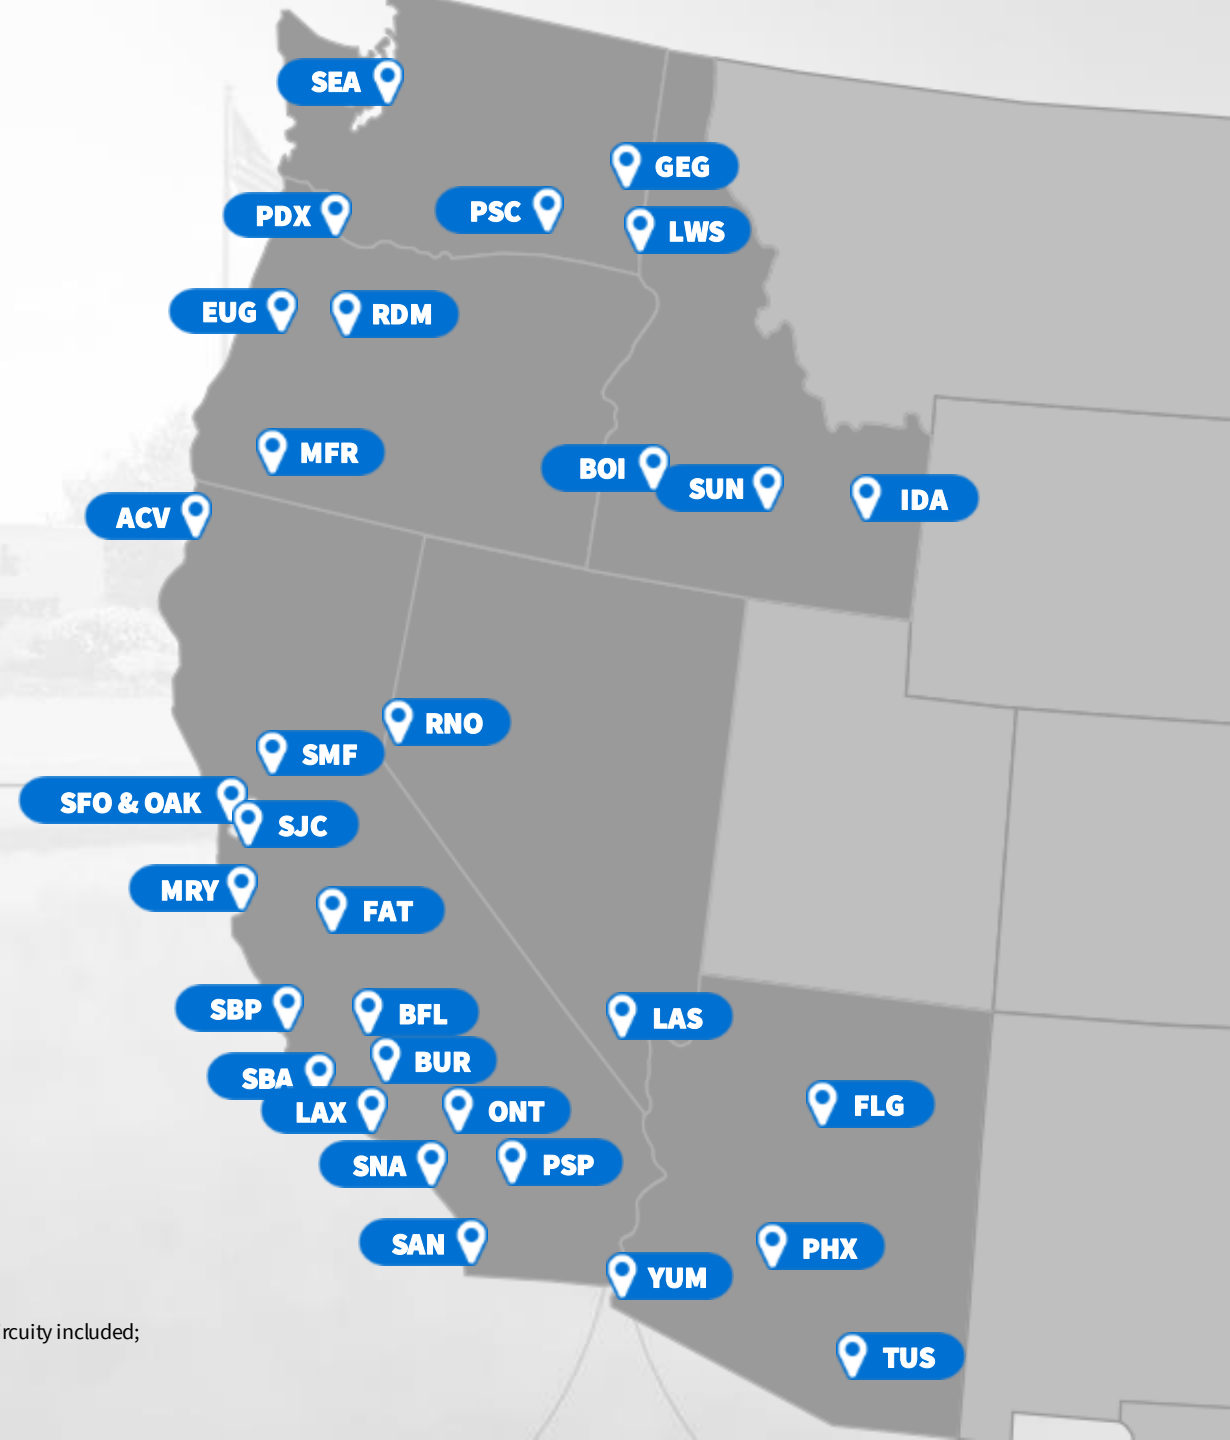 SEA
GEG
PDX
PSC
LWS
EUG
RDM
MFR
BOI
SUN
IDA
ACV
RNO
SMF
SFO & OAK
SJC
MRY
FAT
SBP
BFL
LAS
BUR
SBA
LAX
ONT
FLG
SNA
PSP
SAN
PHX
YUM
rcuity included;
TUS